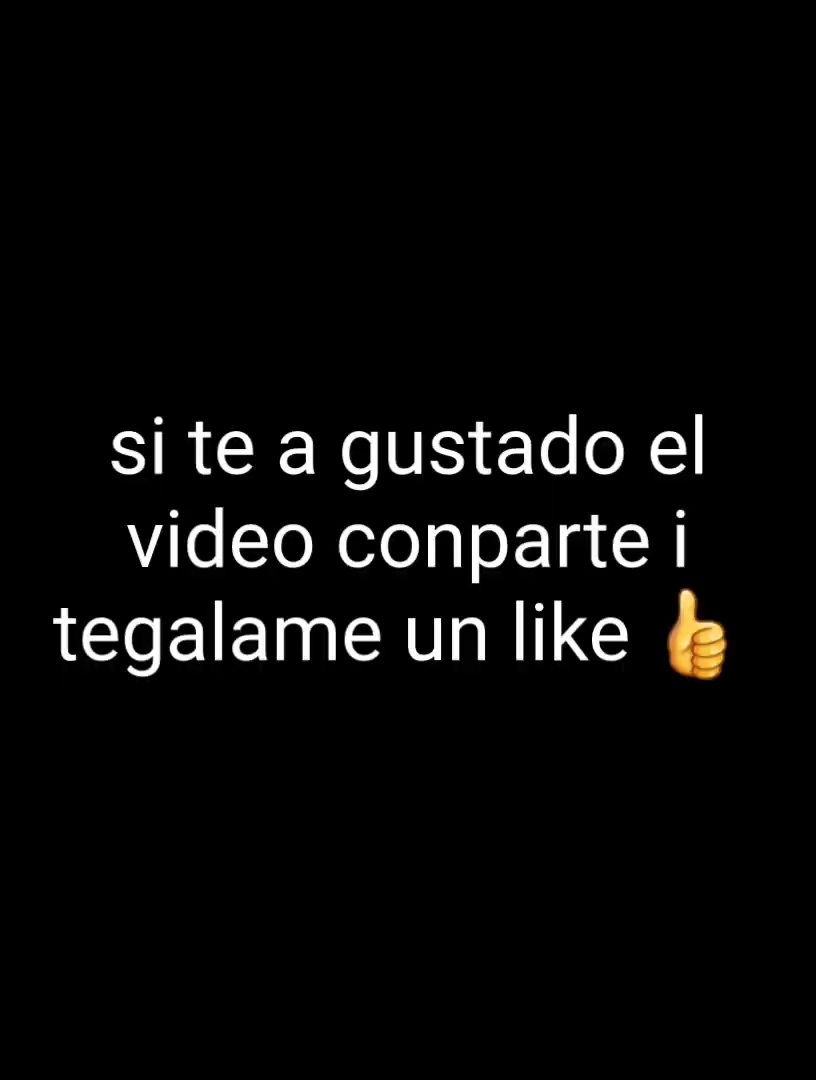 si te a gustado el
video conparte i
tegalame un like 👍